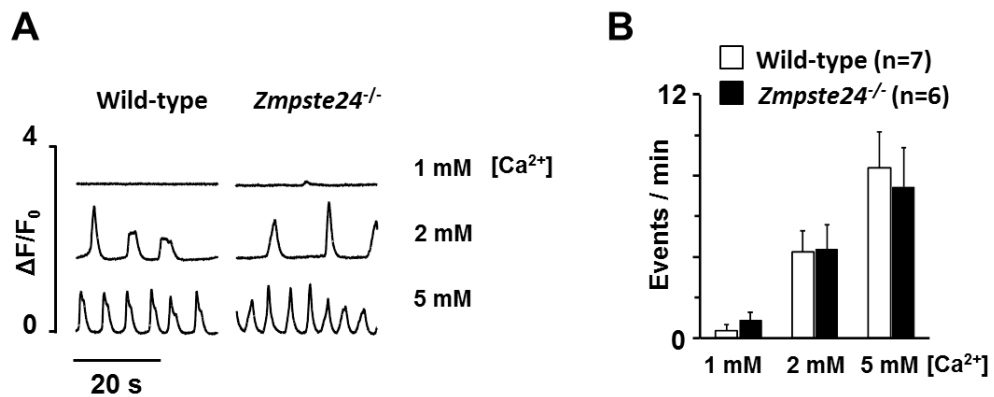 A
Wild-type Zmpste24-/-
4
ΔF/F0
0
1 mM [Ca2+]
2 mM
5 mM
20 s
B
Wild-type (n=7)
Zmpste24-/- (n=6)
12
Events / min
0
1 mM 2 mM 5 mM [Ca2+]